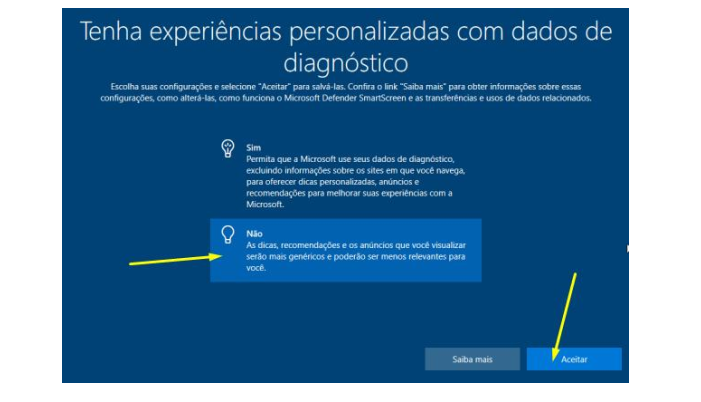 Tenha experiências personalizadas com dados de
diagnóstico
Escolha suas configurações e selecione "Aceitar" para salvá-las. Confira o link "Saiba mais" para obter informações sobre essas
configurações, como alterá-las, como funciona o Microsoft Defender SmartScreen e as transferências e usos de dados relacionados.
Sim
Permita que a Microsoft use seus dados de diagnóstico,
excluindo informações sobre os sites em que você navega,
para oferecer dicas personalizadas, anúncios e
recomendações para melhorar suas experiências com a
Microsoft.
Não
As dicas, recomendações e os anúncios que você visualizar
serão mais genéricos e poderão ser menos relevantes para
você.
Saiba mais
Aceitar